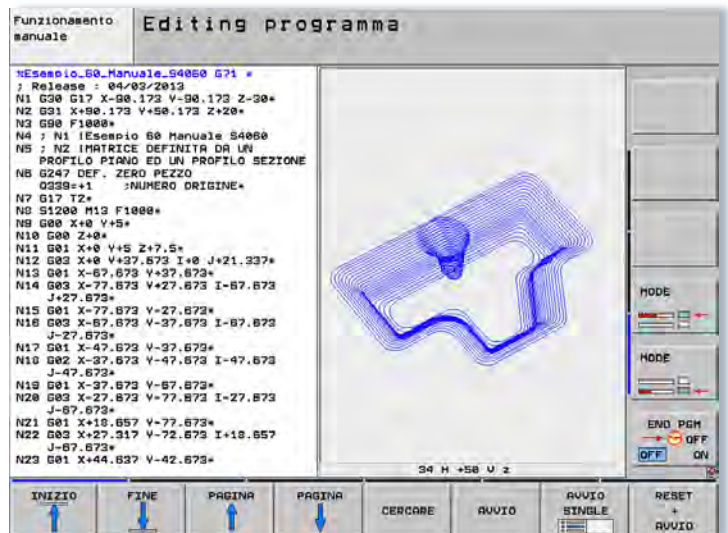 Funzionamento
manuale
Editing programma
%Esempio_60_Manuale_S4060 G71 *
; Release : 04/03/2013
N1 G30 G17 X-90.173 Y-90.173 Z-30*
N2 G31 X+90.173 Y+50.173 Z+20*
N3 G90 F1000*
N4 ; N1 !Esempio 60 Manuale S4060
N5 ; N2 !MATRICE DEFINITA DA UN
PROFILO PIANO ED UN PROFILO SEZIONE
N6 G247 DEF. ZERO PEZZO
Q339=+1 ;NUMERO ORIGINE*
N7 G17 T2*
N8 S1200 M13 F1000*
N9 G00 X+0 Y+5*
N10 G00 Z+0*
N11 G01 X+0 Y+5 Z+7.5*
N12 G03 X+0 Y+37.673 I+0 J+21.337*
N13 G01 X-67.673 Y+37.673*
N14 G03 X-77.673 Y+27.673 I-67.673
J+27.673*
N15 G01 X-77.673 Y-27.673*
N16 G03 X-67.673 Y-37.673 I-67.673
J-27.673*
N17 G01 X-47.673 Y-37.673*
N18 G02 X-37.673 Y-47.673 I-47.673
J-47.673*
N19 G01 X-37.673 Y-67.673*
N20 G03 X-27.673 Y-77.673 I-27.673
J-67.673*
N21 G01 X+18.657 Y-77.673*
N22 G03 X+27.317 Y-72.673 I+18.657
J-67.673*
N23 G01 X+44.637 Y-42.673*
34 H +50 V z
MODE
MODE
END PGM
OFF
OFF ON
INIZIO
FINE
PAGINA
PAGINA
CERCARE
AVVIO
AVVIO
SINGLE
RESET
+
AVVIO